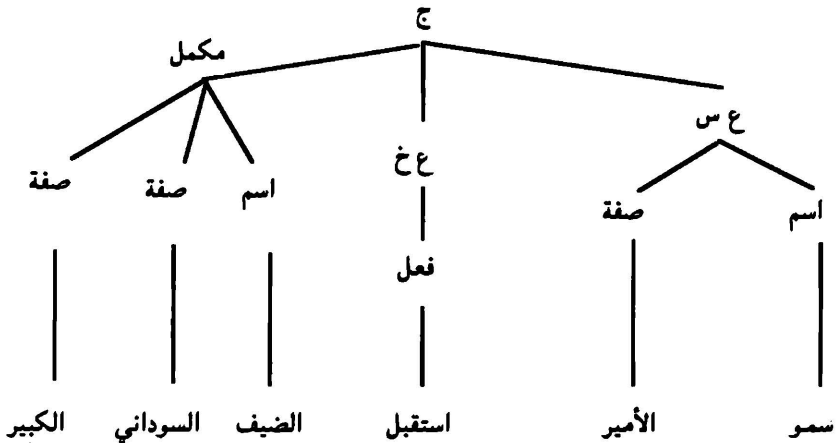 ج
مكمل
ع س
ع خ
اسم صفة
اسم صفة صفة
فعل
سمو الأمير استقبل الضيف السوداني الكبير